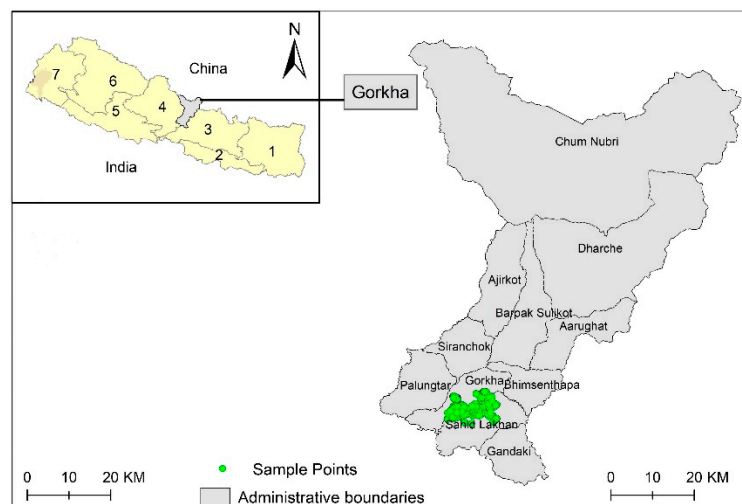 N
China
7
6
5
4
3
2
1
India
Gorkha
Chum Nubri
Dharche
Ajirkot
Barpak Sulikot
Aarughat
Siranchok
Palungtar
Gorkha
Bhimsenthapa
Sahid Lakhan
Gandaki
0 10 20 KM
Sample Points
Administrative boundaries
0 10 20 KM